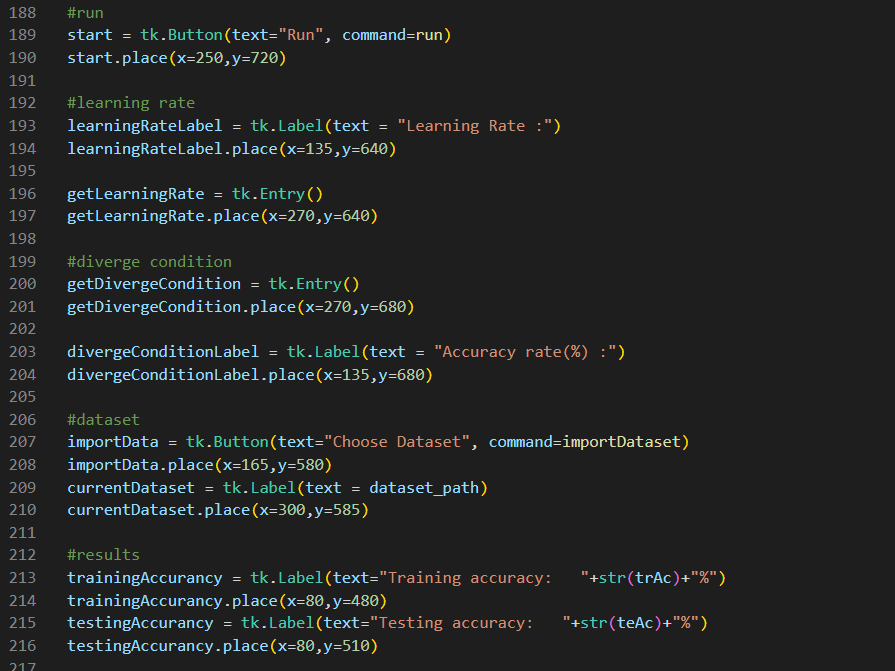 188 #run
189 start = tk.Button(text="Run", command=run)
190 start.place(x=250,y=720)
191
192 #learning rate
193 learningRateLabel = tk.Label(text = "Learning Rate :")
194 learningRateLabel.place(x=135,y=640)
195
196 getLearningRate = tk.Entry()
197 getLearningRate.place(x=270,y=640)
198
199 #diverge condition
200 getDivergeCondition = tk.Entry()
201 getDivergeCondition.place(x=270,y=680)
202
203 divergeConditionLabel = tk.Label(text = "Accuracy rate(%) :")
204 divergeConditionLabel.place(x=135,y=680)
205
206 #dataset
207 importData = tk.Button(text="Choose Dataset", command=importDataset)
208 importData.place(x=165,y=580)
209 currentDataset = tk.Label(text = dataset_path)
210 currentDataset.place(x=300,y=585)
211
212 #results
213 trainingAccurancy = tk.Label(text="Training accuracy:   "+str(trAc)+"%")
214 trainingAccurancy.place(x=80,y=480)
215 testingAccurancy = tk.Label(text="Testing accuracy:   "+str(teAc)+"%")
216 testingAccurancy.place(x=80,y=510)
217